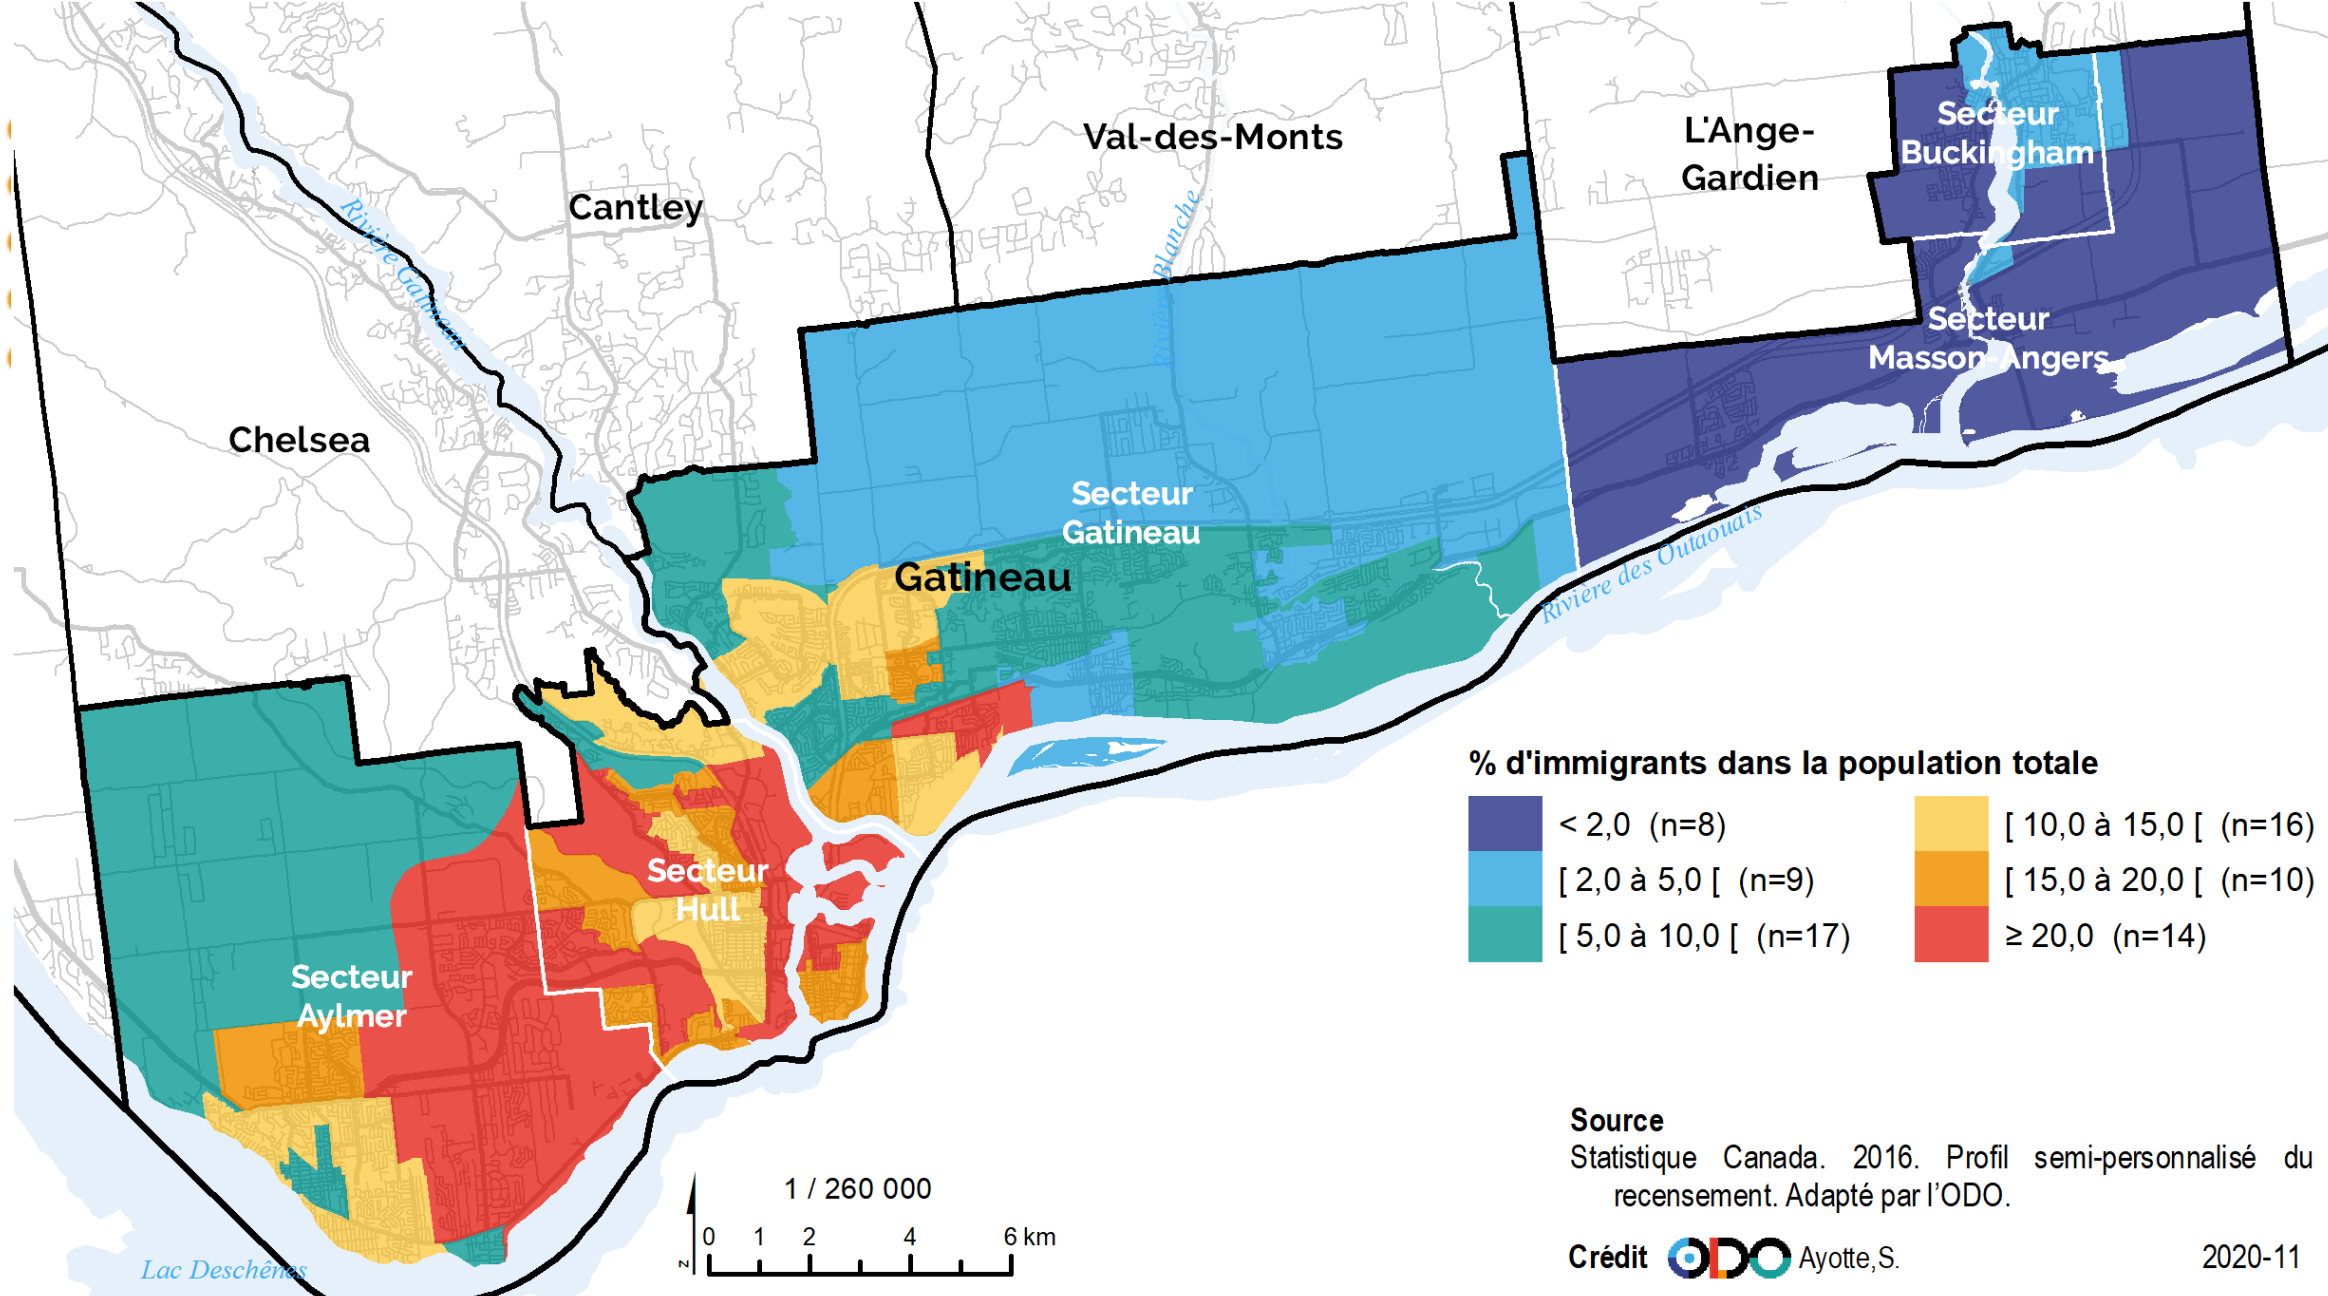 Val-des-Monts
L'Ange-
Gardien
Secteur
Buckingham
Cantley
Rivière Gatineau
Rivière Blanche
Secteur
Masson-Angers
Chelsea
Secteur
Gatineau
Gatineau
Rivière des Outaouais
Secteur
Hull
Secteur
Aylmer
Lac Deschênes
% d'immigrants dans la population totale
< 2,0 (n=8)
[ 2,0 à 5,0 [ (n=9)
[ 5,0 à 10,0 [ (n=17)
[ 10,0 à 15,0 [ (n=16)
[ 15,0 à 20,0 [ (n=10)
≥ 20,0 (n=14)
1 / 260 000
0 1 2 4 6 km
N
Source
Statistique Canada. 2016. Profil semi-personnalisé du
recensement. Adapté par l’ODO.
Crédit ODO Ayotte,S. 2020-11